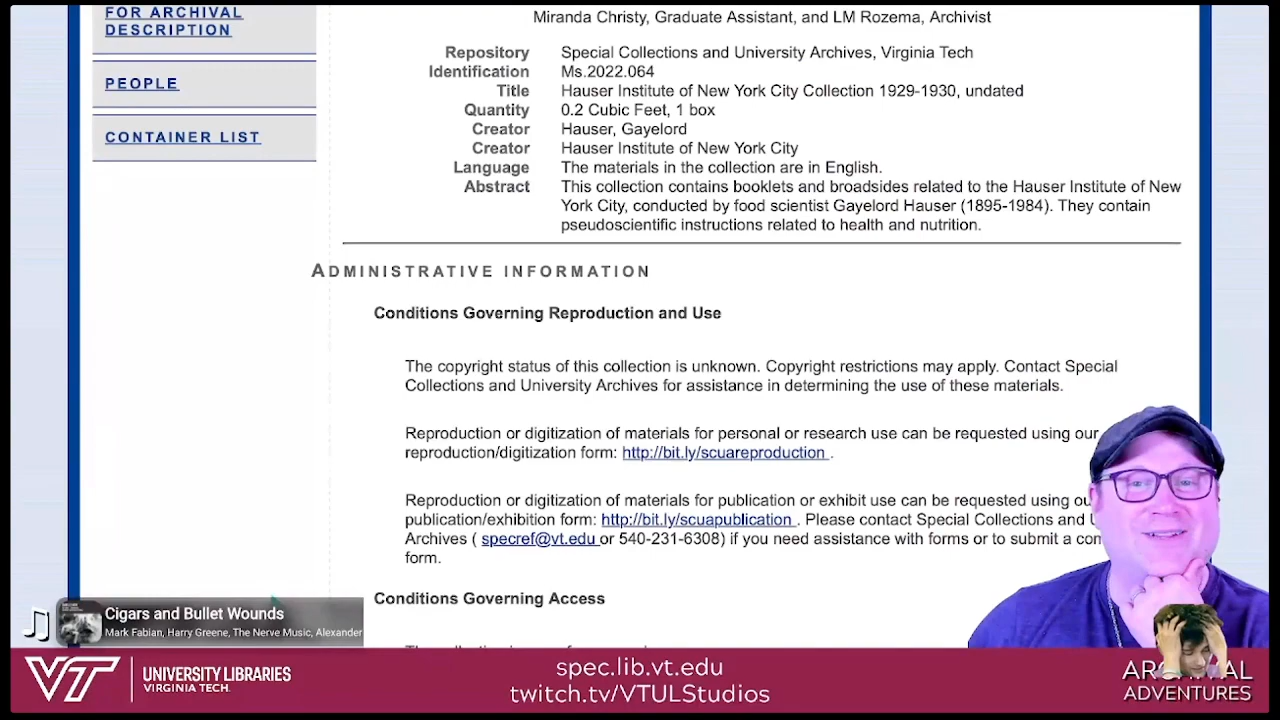 FOR ARCHIVAL
DESCRIPTION
PEOPLE
CONTAINER LIST
Miranda Christy, Graduate Assistant, and LM Rozema, Archivist
Repository Special Collections and University Archives, Virginia Tech
Identification Ms.2022.064
Title Hauser Institute of New York City Collection 1929-1930, undated
Quantity 0.2 Cubic Feet, 1 box
Creator Hauser, Gayelord
Creator Hauser Institute of New York City
Language The materials in the collection are in English.
Abstract This collection contains booklets and broadsides related to the Hauser Institute of New
York City, conducted by food scientist Gayelord Hauser (1895-1984). They contain
pseudoscientific instructions related to health and nutrition.
ADMINISTRATIVE INFORMATION
Conditions Governing Reproduction and Use
The copyright status of this collection is unknown. Copyright restrictions may apply. Contact Special
Collections and University Archives for assistance in determining the use of these materials.
Reproduction or digitization of materials for personal or research use can be requested using our
reproduction/digitization form: http://bit.ly/scuareproduction .
Reproduction or digitization of materials for publication or exhibit use can be requested using
publication/exhibition form: http://bit.ly/scuapublication . Please contact Special Collections and
Archives ( specref@vt.edu or 540-231-6308) if you need assistance with forms or to submit a
form.
Conditions Governing Access
Cigars and Bullet Wounds
Mark Fabian, Harry Greene, The Nerve Music, Alexander
VT UNIVERSITY LIBRARIES
VIRGINIA TECH.
spec.lib.vt.edu
twitch.tv/VTULStudios
ADVENTURES